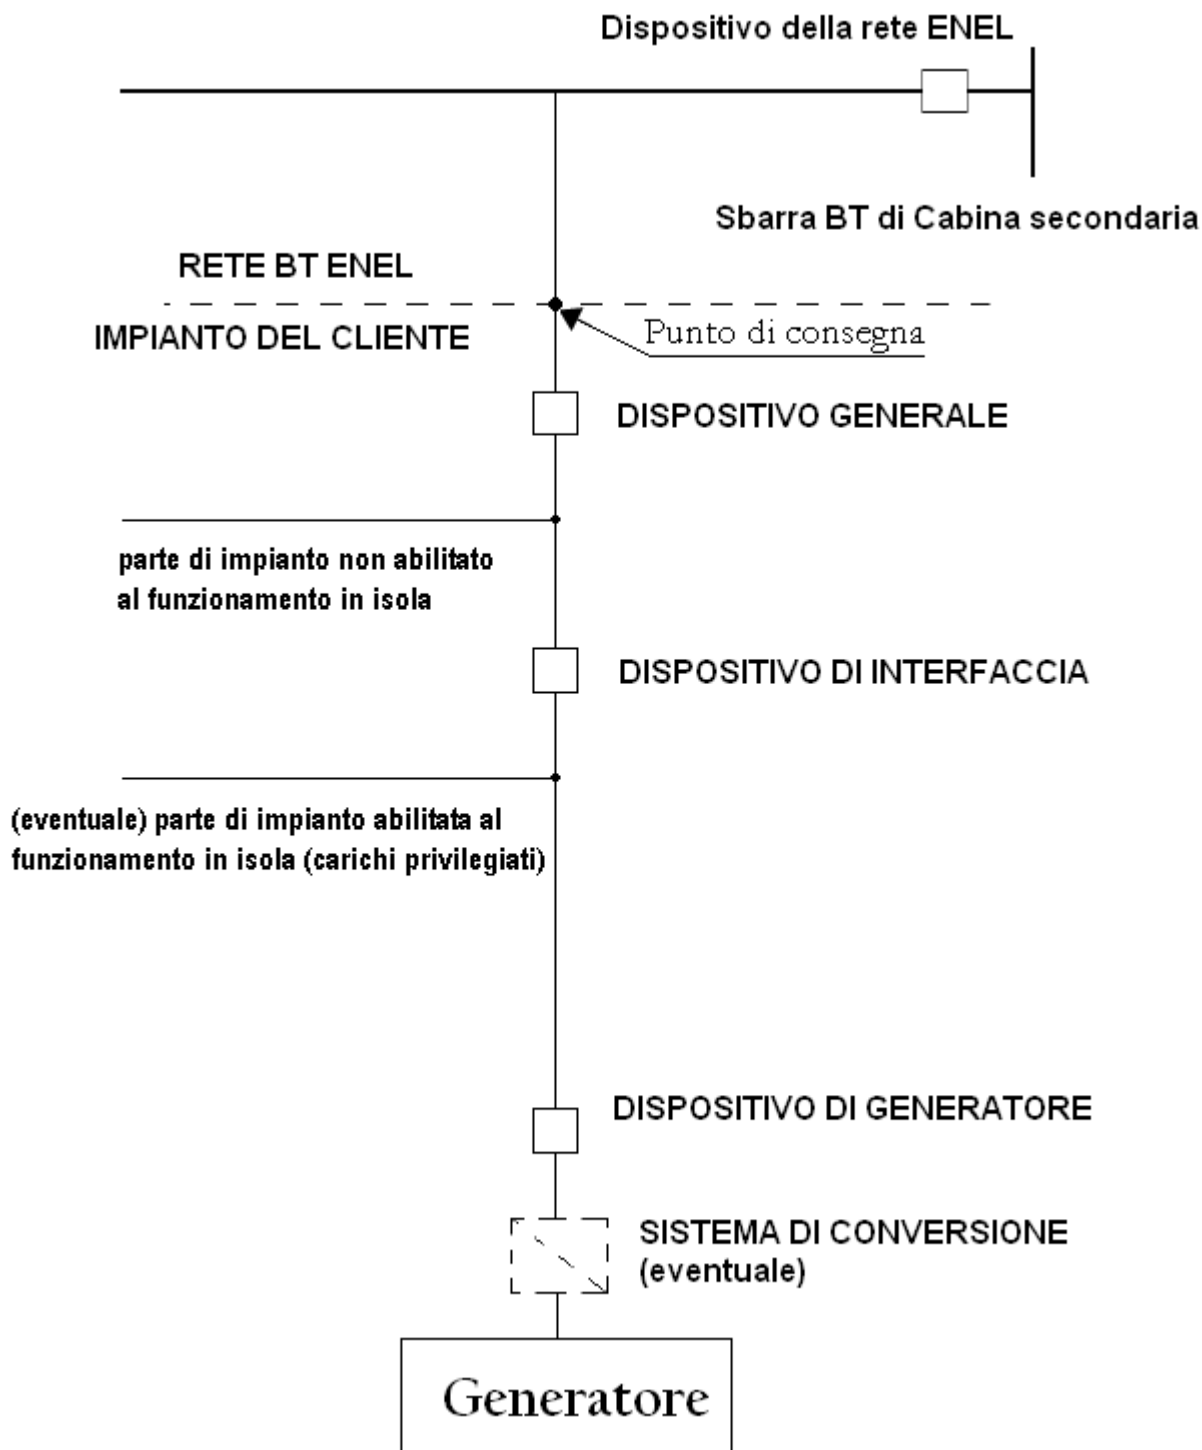 Dispositivo della rete ENEL
Sbarra BT di Cabina secondaria
RETE BT ENEL
IMPIANTO DEL CLIENTE
Punto di consegna
DISPOSITIVO GENERALE
parte di impianto non abilitato
al funzionamento in isola
DISPOSITIVO DI INTERFACCIA
(eventuale) parte di impianto abilitata al
funzionamento in isola (carichi privilegiati)
DISPOSITIVO DI GENERATORE
SISTEMA DI CONVERSIONE
(eventuale)
Generatore